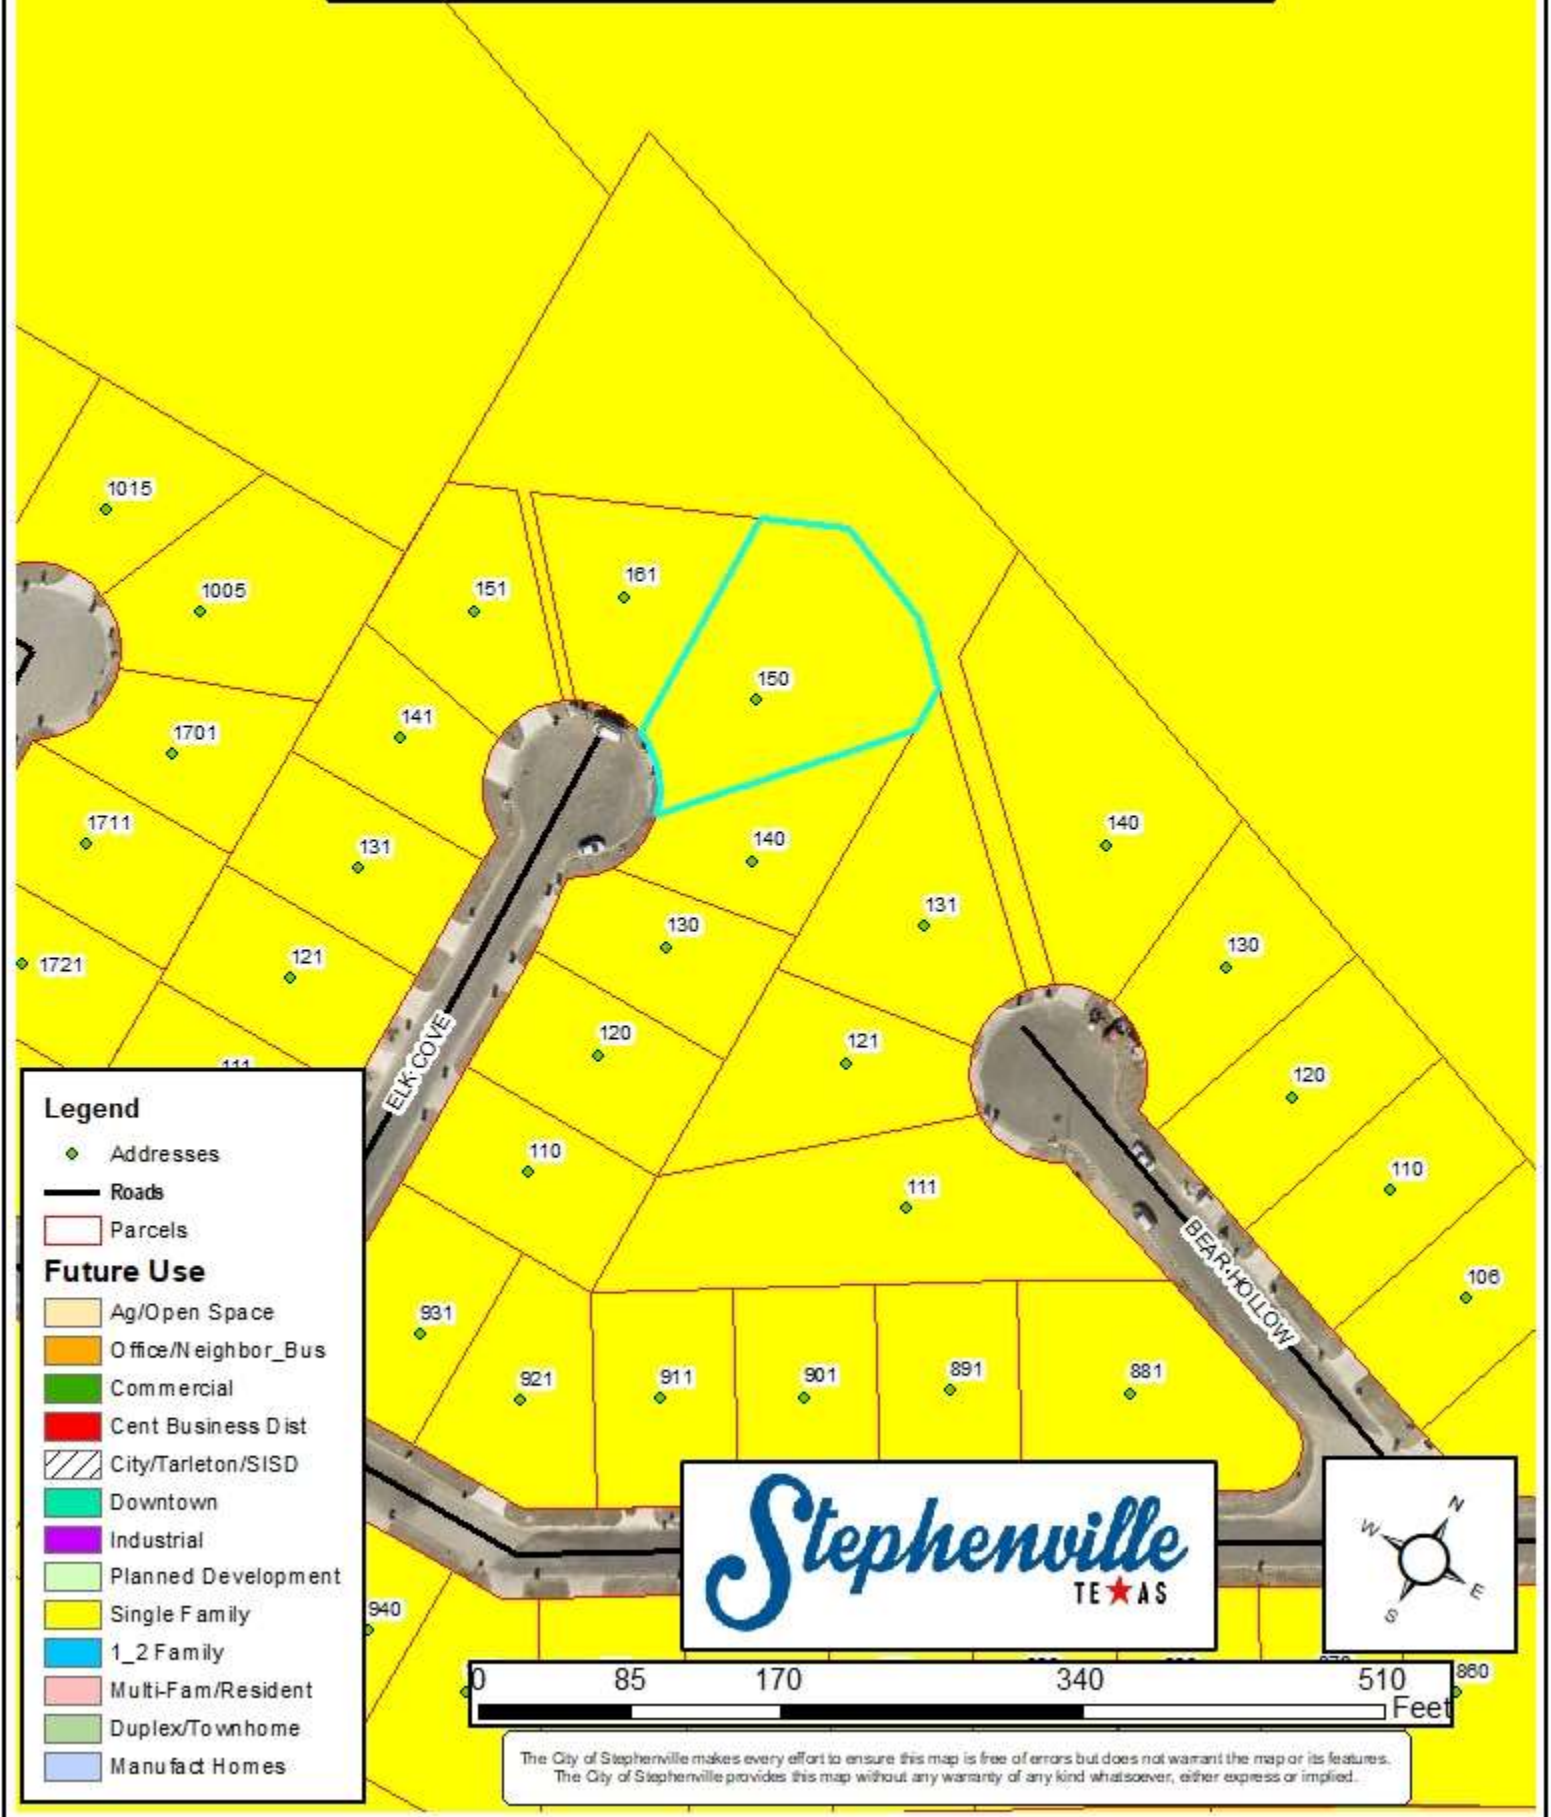 1015
1005
151
161
150
1701
141
1711
131
140
140
131
130
130
1721
121
120
121
120
111
ELK COVE
110
110
111
BEAR HOLLOW
106
931
921
911
901
891
881
Legend
Addresses
Roads
Parcels
Future Use
Ag/Open Space
Office/Neighbor_Bus
Commercial
Cent Business Dist
City/Tarleton/SISD
Downtown
Industrial
Planned Development
Single Family
1_2 Family
Multi-Fam/Resident
Duplex/Townhome
Manufact Homes
Stephenville
TEXAS
N
W
E
S
940
860
0 85 170 340 510
Feet
The City of Stephenville makes every effort to ensure this map is free of errors but does not warrant the map or its features.
The City of Stephenville provides this map without any warranty of any kind whatsoever, either express or implied.